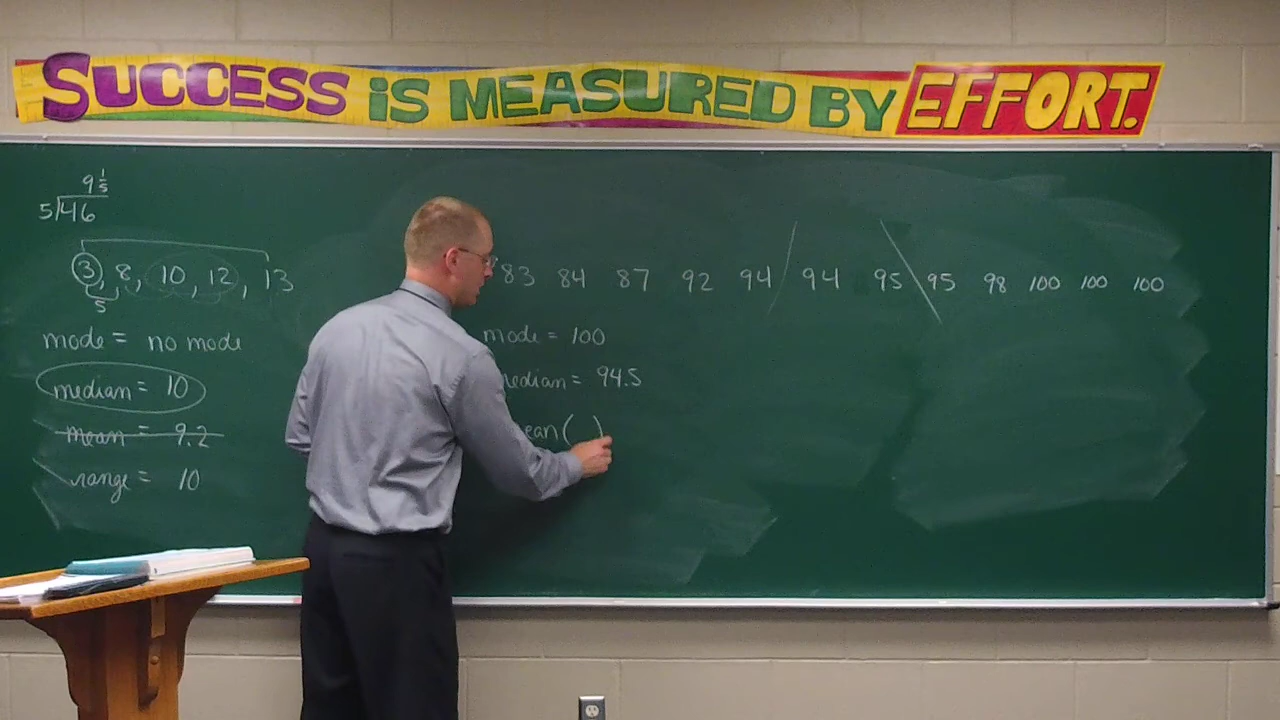 SUCCESS IS MEASURED BY EFFORT.
9 1/5
5)46
3, 8, 10, 12, 13
5
mode = no mode
median = 10
mean = 9.2
range = 10
83 84 87 92 94 / 94 95 \ 95 98 100 100 100
mode = 100
median = 94.5
mean ( )